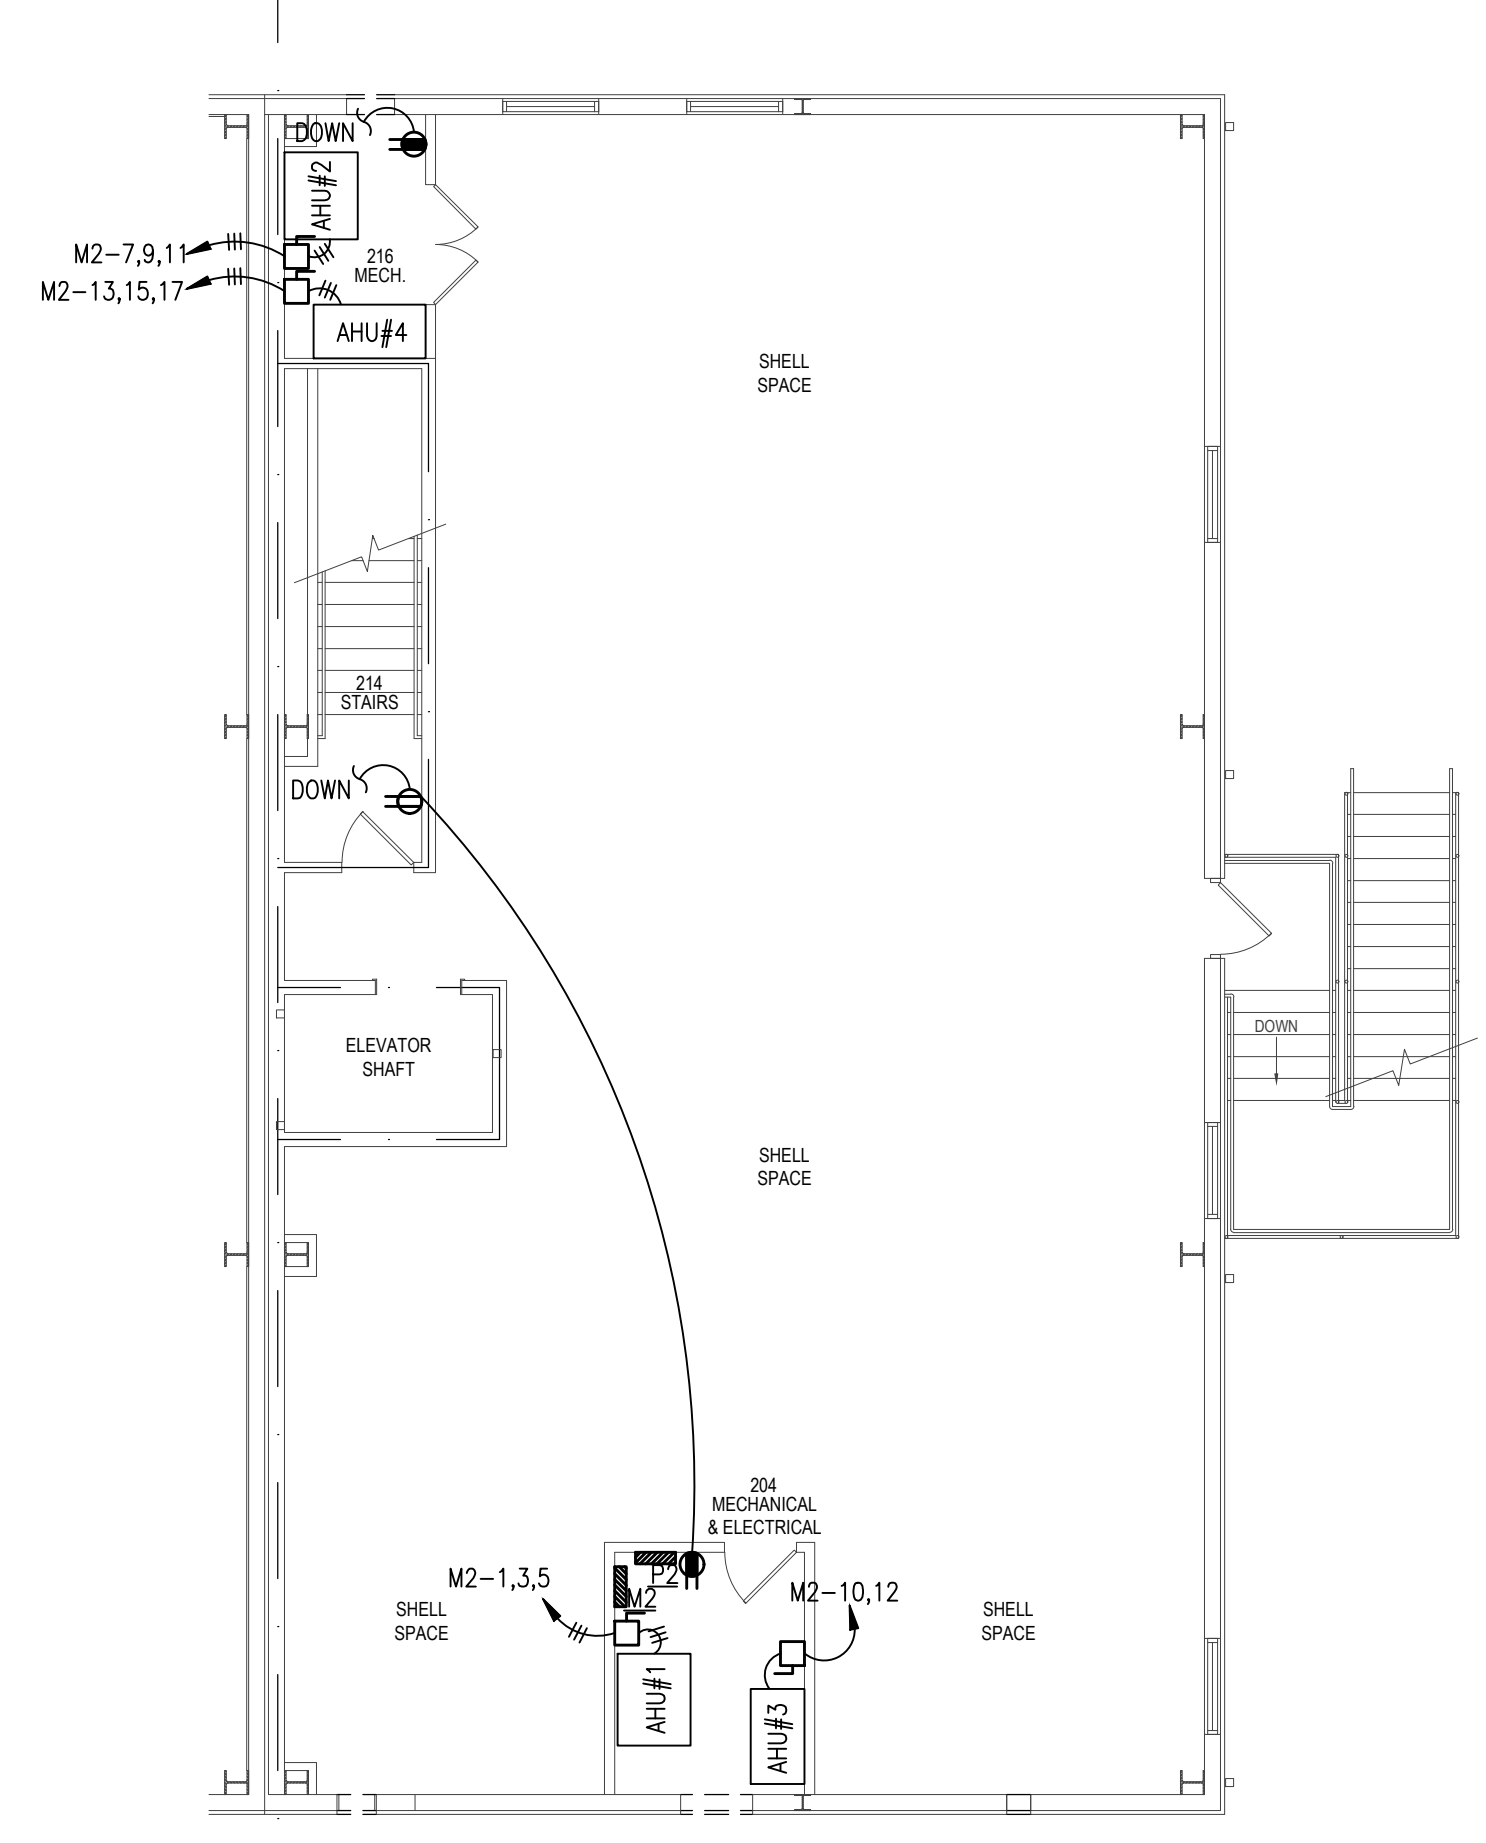 DOWN
AHU#2
M2-7,9,11
216
MECH.
M2-13,15,17
AHU#4
SHELL
SPACE
214
STAIRS
DOWN
DOWN
ELEVATOR
SHAFT
SHELL
SPACE
204
MECHANICAL
& ELECTRICAL
P2
M2-1,3,5
M2
M2-10,12
SHELL
SPACE
SHELL
SPACE
AHU#1
AHU#3